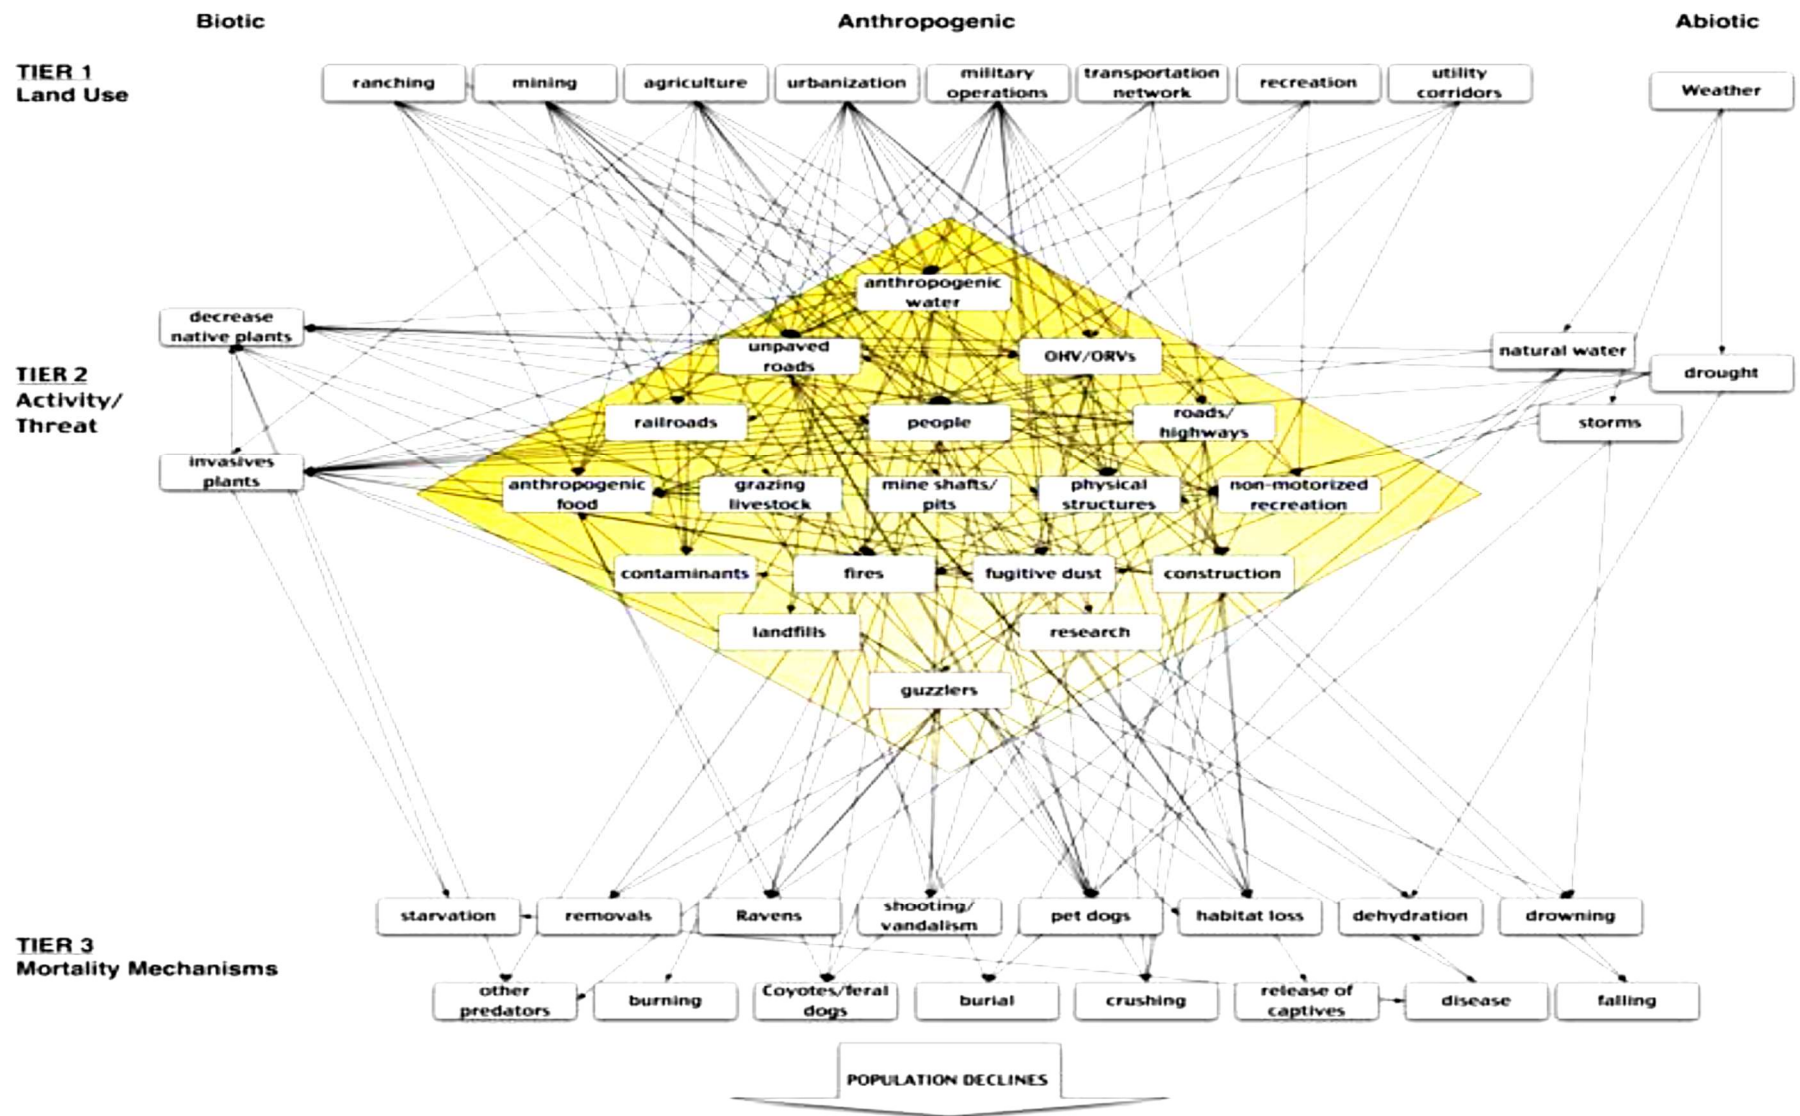 Biotic
Anthropogenic
Abiotic
TIER 1
Land Use
ranching
mining
agriculture
urbanization
military
operations
transportation
network
recreation
utility
corridors
Weather
TIER 2
Activity/
Threat
decrease
native plants
invasives
plants
anthropogenic
water
unpaved
roads
OHV/ORVs
railroads
people
roads/
highways
anthropogenic
food
grazing
livestock
mine shafts/
pits
physical
structures
non-motorized
recreation
contaminants
fires
fugitive dust
construction
landfills
research
guzzlers
natural water
drought
storms
TIER 3
Mortality Mechanisms
starvation
removals
Ravens
shooting/
vandalism
pet dogs
habitat loss
dehydration
drowning
other
predators
burning
Coyotes/feral
dogs
burial
crushing
release of
captives
disease
falling
POPULATION DECLINES